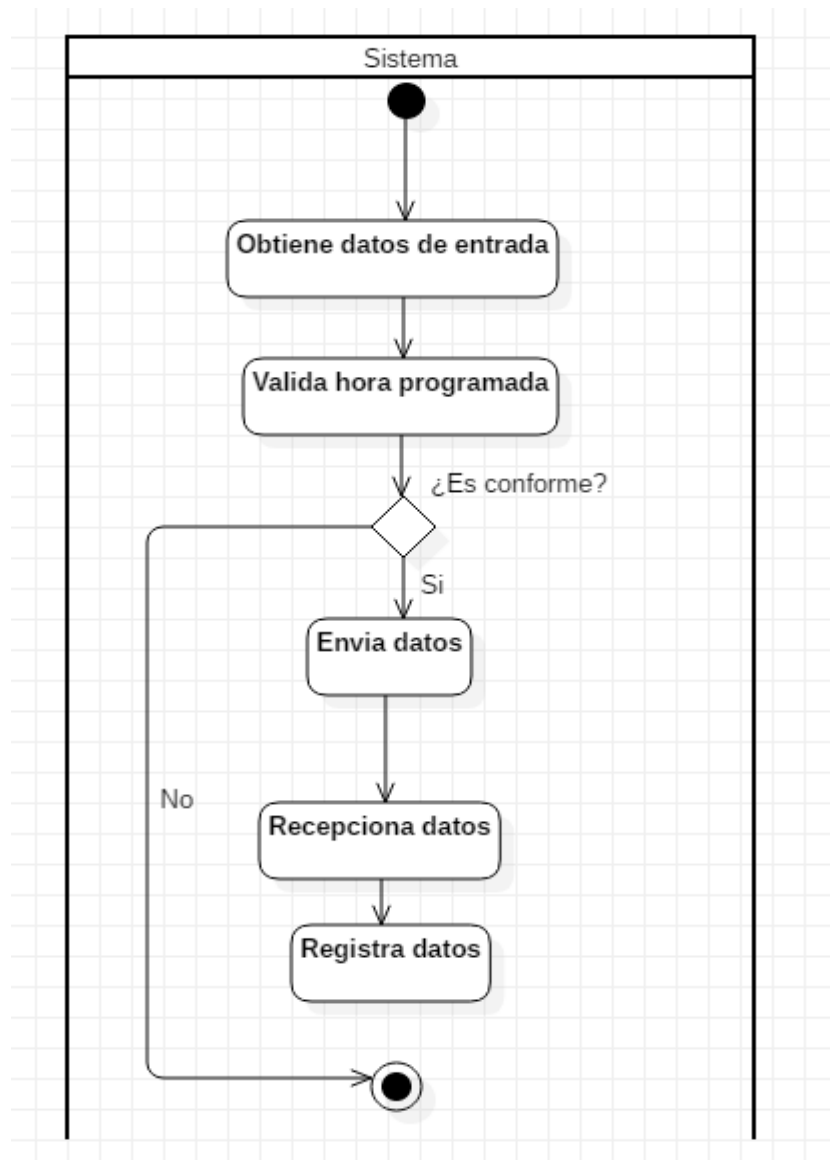 Sistema
Obtiene datos de entrada
Valida hora programada
¿Es conforme?
Si
Envia datos
No
Recepciona datos
Registra datos